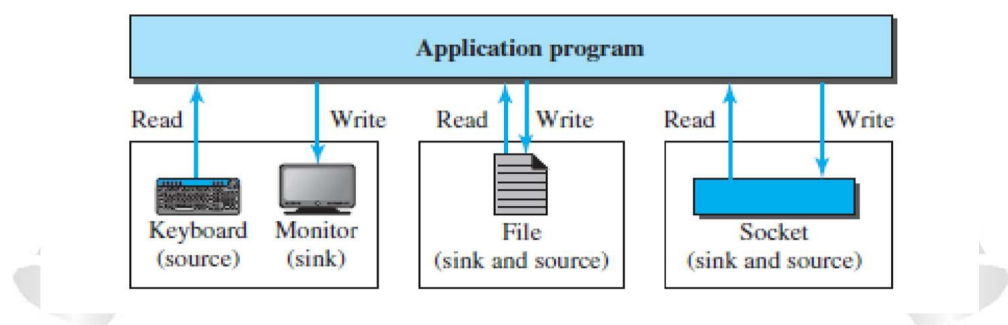 Application program
Read Write Read Write Read Write
Keyboard Monitor File Socket
(source) (sink) (sink and source) (sink and source)